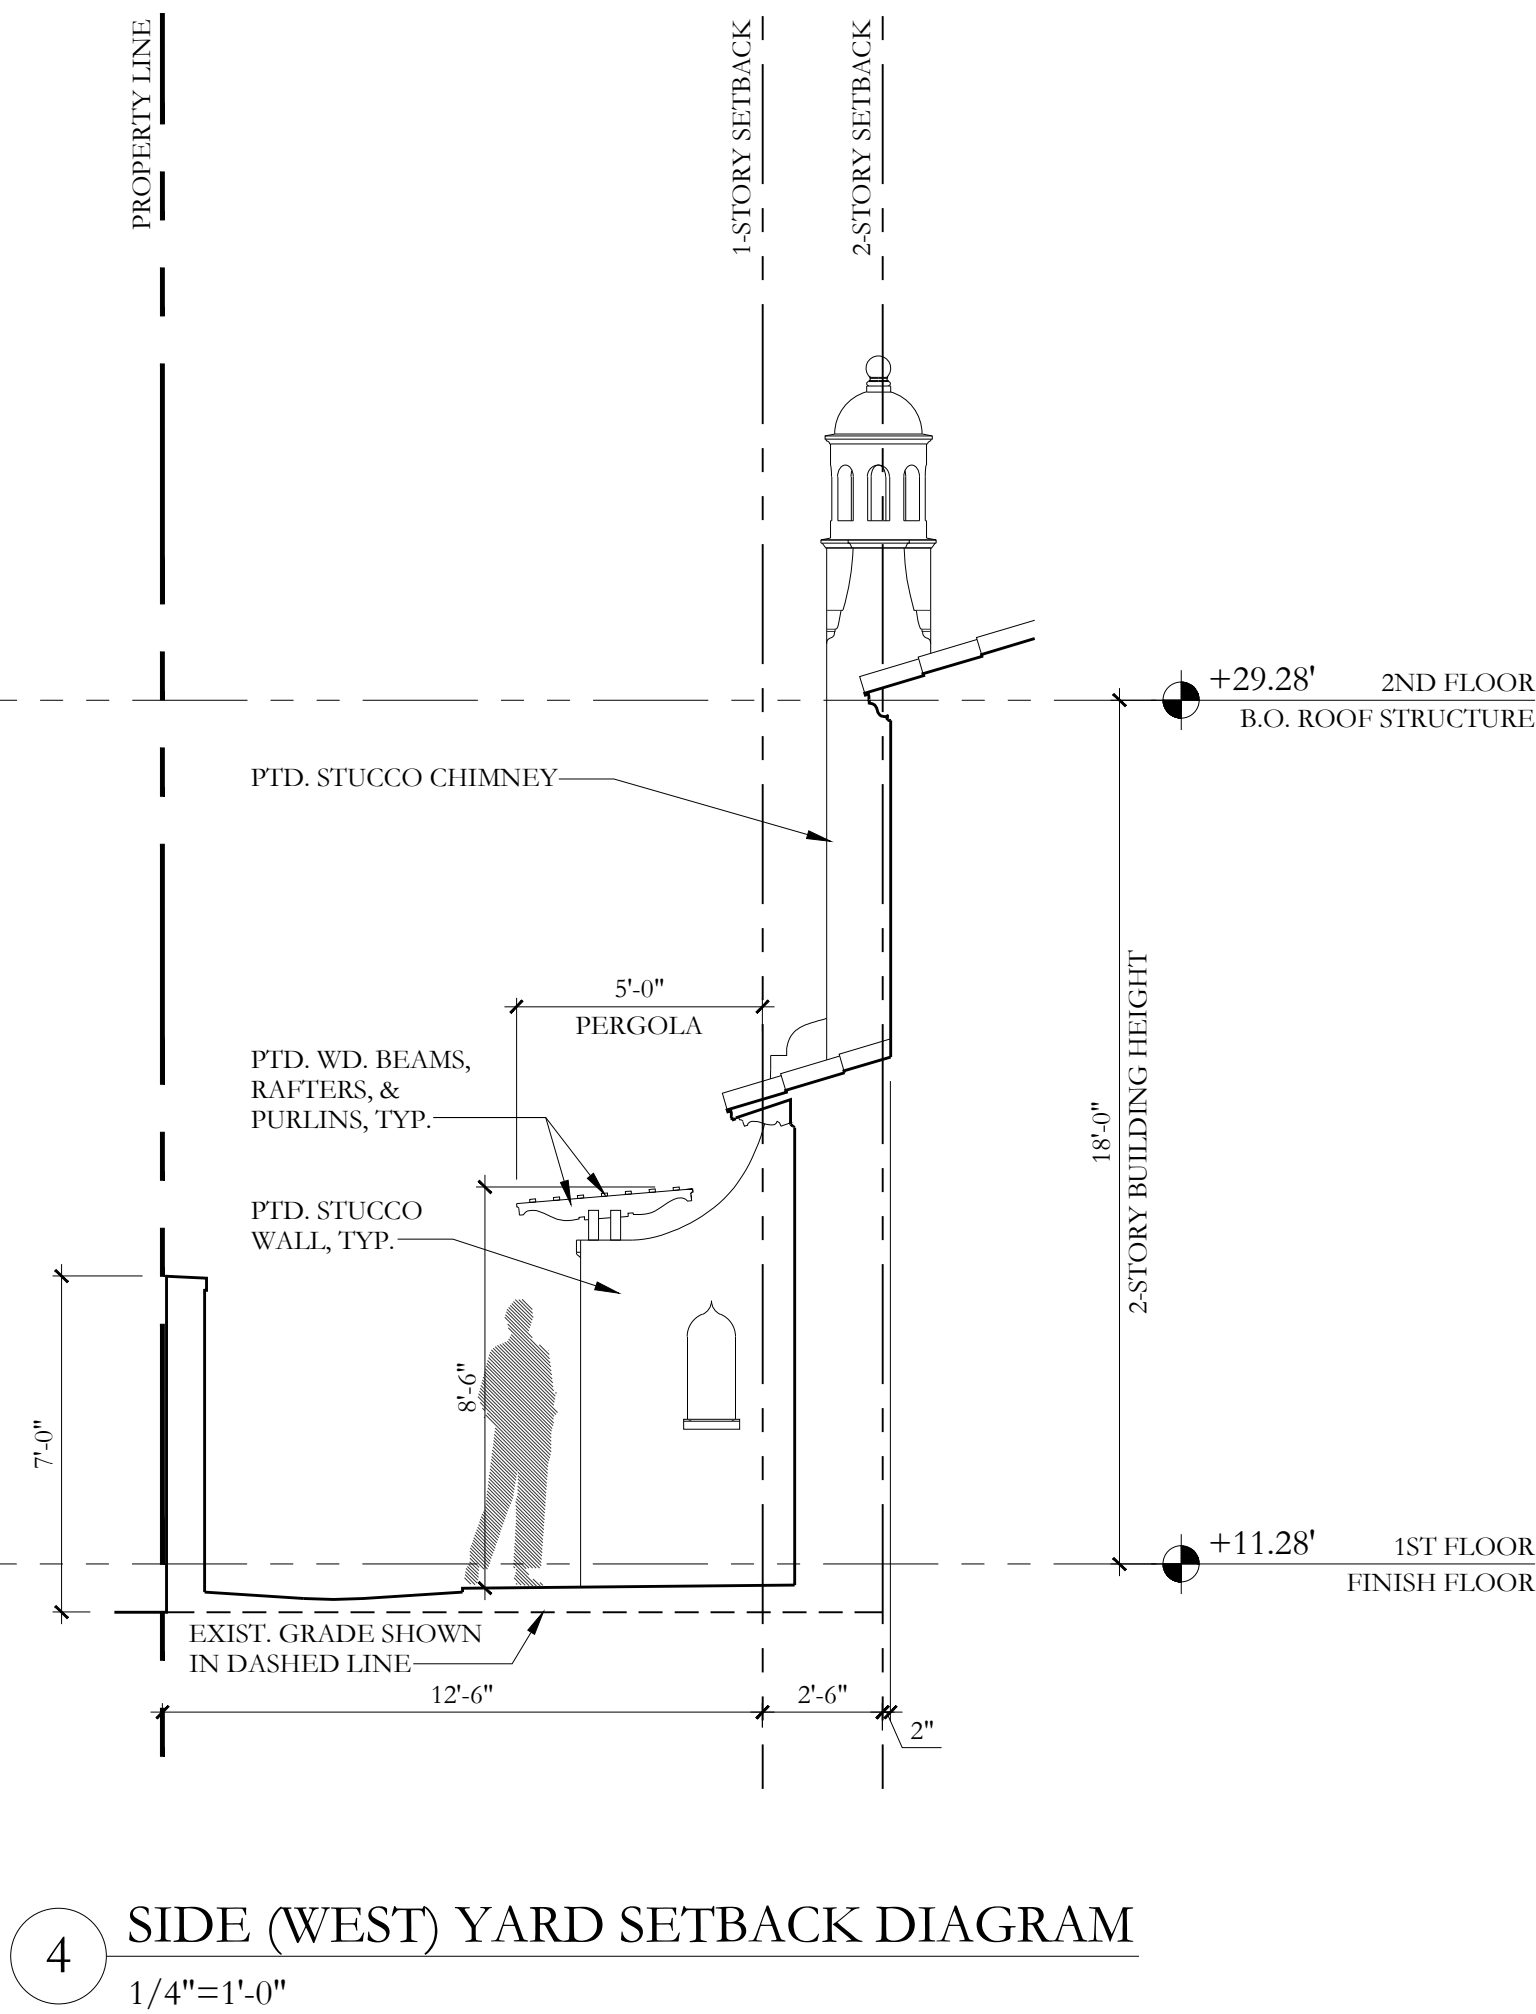 PROPERTY LINE
1-STORY SETBACK
2-STORY SETBACK
+29.28' 2ND FLOOR
B.O. ROOF STRUCTURE
PTD. STUCCO CHIMNEY
5'-0"
PERGOLA
PTD. WD. BEAMS,
RAFTERS, &
PURLINS, TYP.
18'-0"
2-STORY BUILDING HEIGHT
PTD. STUCCO
WALL, TYP.
8'-6"
7'-0"
+11.28' 1ST FLOOR
FINISH FLOOR
EXIST. GRADE SHOWN
IN DASHED LINE
12'-6"
2'-6"
2"
4
SIDE (WEST) YARD SETBACK DIAGRAM
1/4"=1'-0"